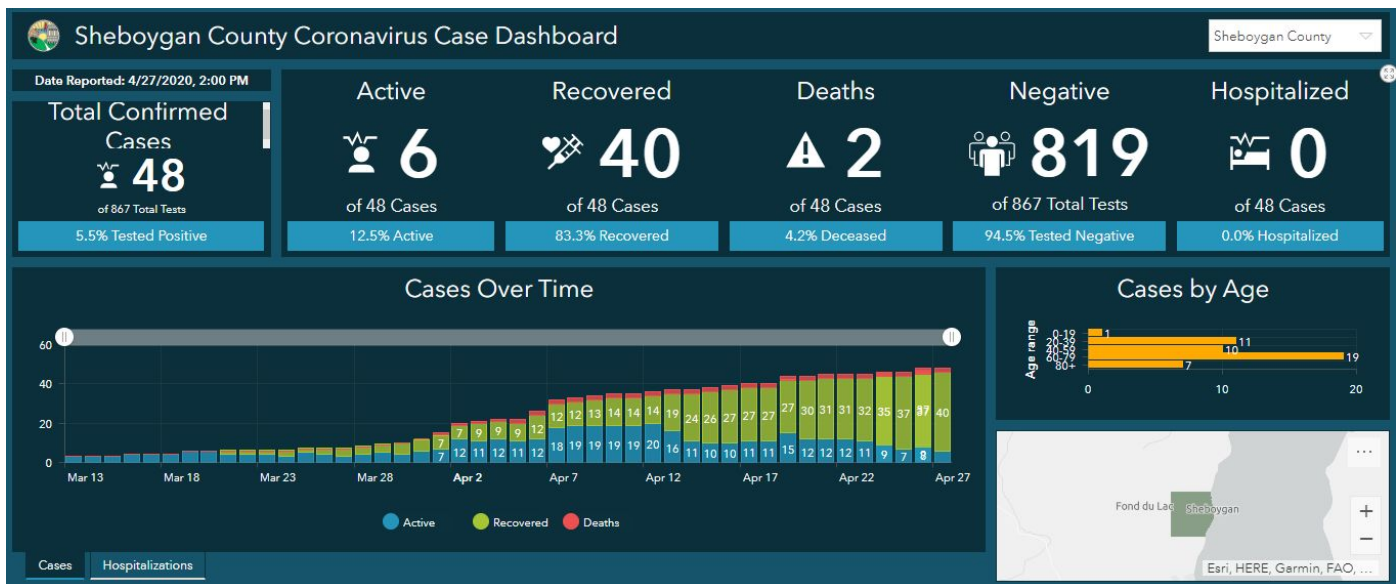 Sheboygan County Coronavirus Case Dashboard
Sheboygan County
Date Reported: 4/27/2020, 2:00 PM
Total Confirmed
Cases
48
of 867 Total Tests
5.5% Tested Positive
Active
6
of 48 Cases
12.5% Active
Recovered
40
of 48 Cases
83.3% Recovered
Deaths
2
of 48 Cases
4.2% Deceased
Negative
819
of 867 Total Tests
94.5% Tested Negative
Hospitalized
0
of 48 Cases
0.0% Hospitalized
Cases Over Time
60
40
20
0
7 9 9 9 12 12 12 13 14 14 14 19 24 26 27 27 27 27 30 31 31 32 35 37 37 40
7 12 11 12 11 12 18 19 19 19 19 20 16 11 10 10 11 11 15 12 12 12 11 9 7 8
7
Mar 13 Mar 18 Mar 23 Mar 28 Apr 2 Apr 7 Apr 12 Apr 17 Apr 22 Apr 27
Active Recovered Deaths
Cases Hospitalizations
Cases by Age
Age range
0-19 1
20-39 11
40-59 10
60-79 19
80+ 7
0 10 20
Fond du Lac
Sheboygan
...
+
−
Esri, HERE, Garmin, FAO, ...